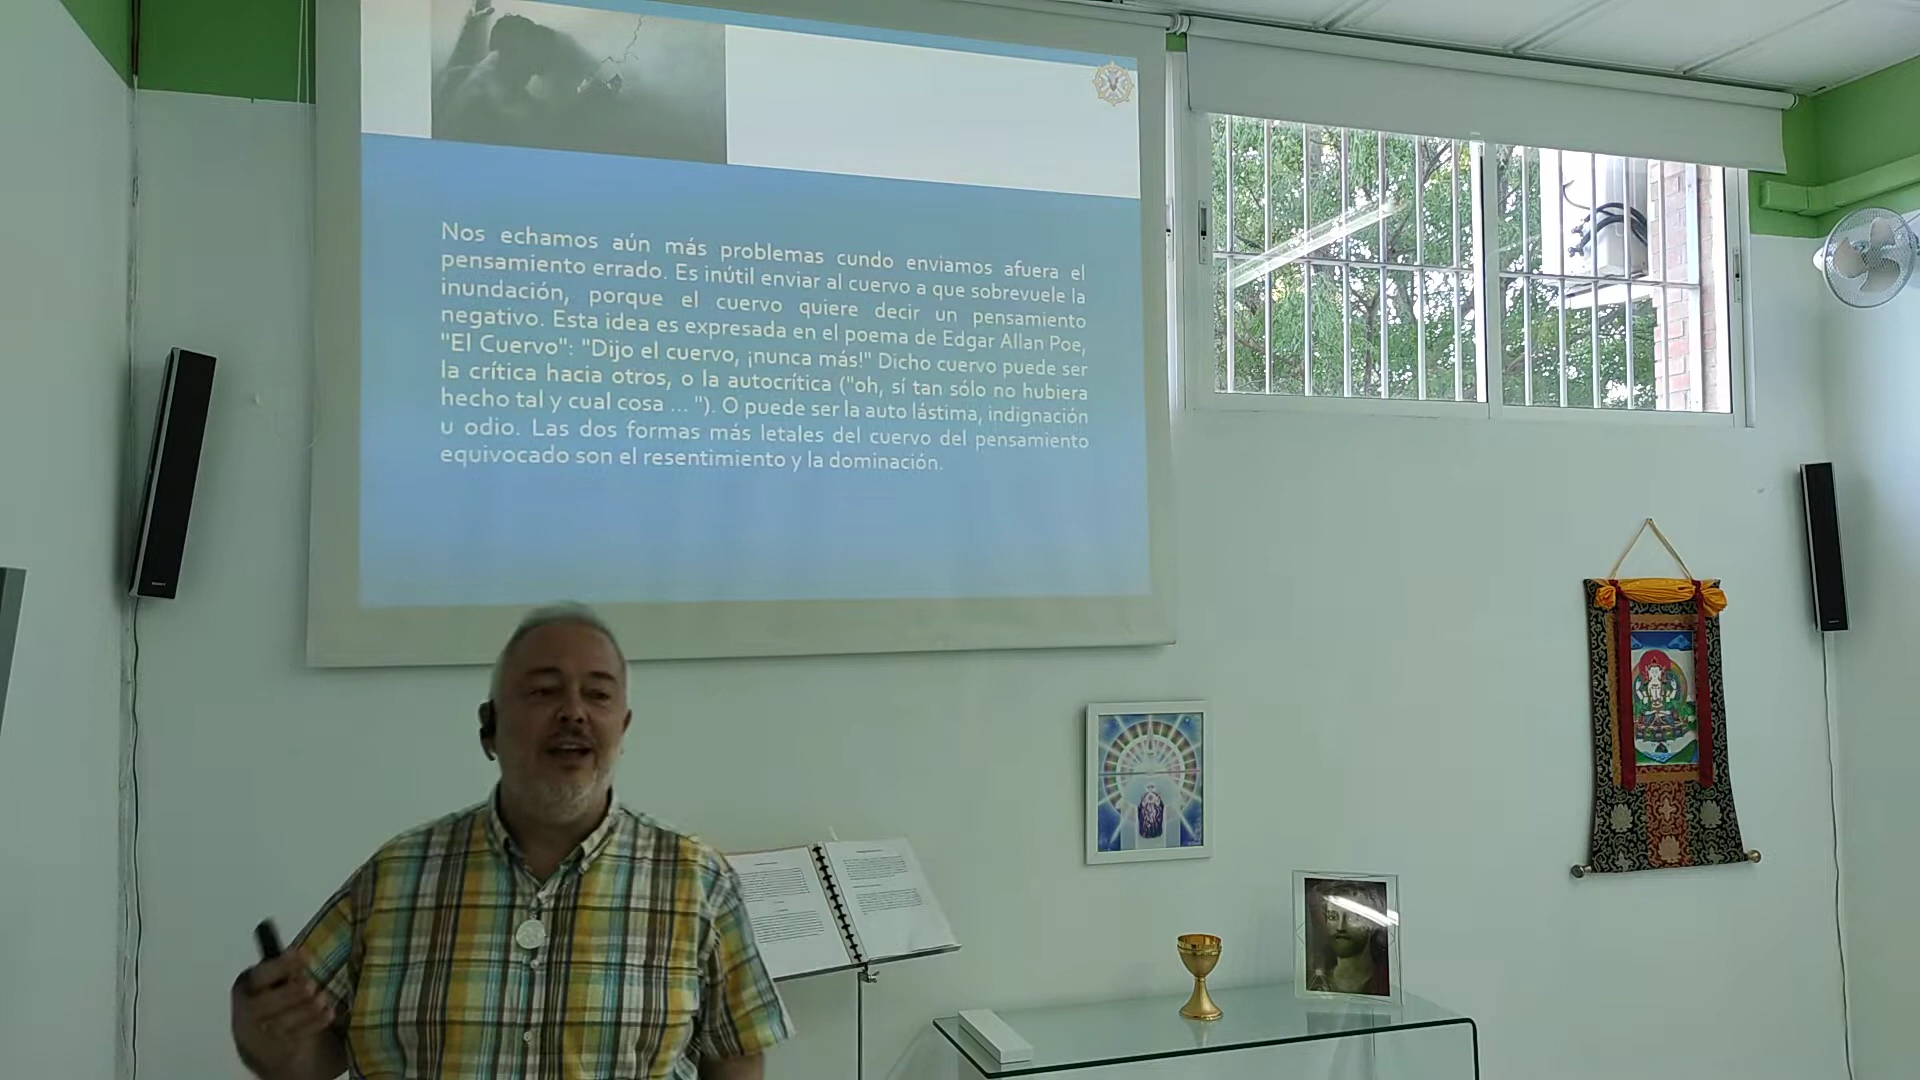 Nos echamos aún más problemas cundo enviamos afuera el
pensamiento errado. Es inútil enviar al cuervo a que sobrevuele la
inundación, porque el cuervo quiere decir un pensamiento
negativo. Esta idea es expresada en el poema de Edgar Allan Poe,
"El Cuervo": "Dijo el cuervo, ¡nunca más!" Dicho cuervo puede ser
la crítica hacia otros, o la autocrítica ("oh, sí tan sólo no hubiera
hecho tal y cual cosa ... "). O puede ser la auto lástima, indignación
u odio. Las dos formas más letales del cuervo del pensamiento
equivocado son el resentimiento y la dominación.